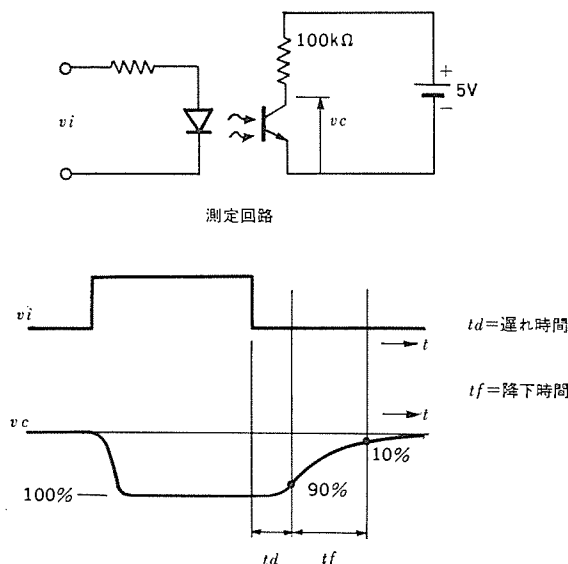 100kΩ
+
5V
−
vi
vc
測定回路
vi
t
td=遅れ時間
t
tf=降下時間
vc
10%
100%
90%
td
tf